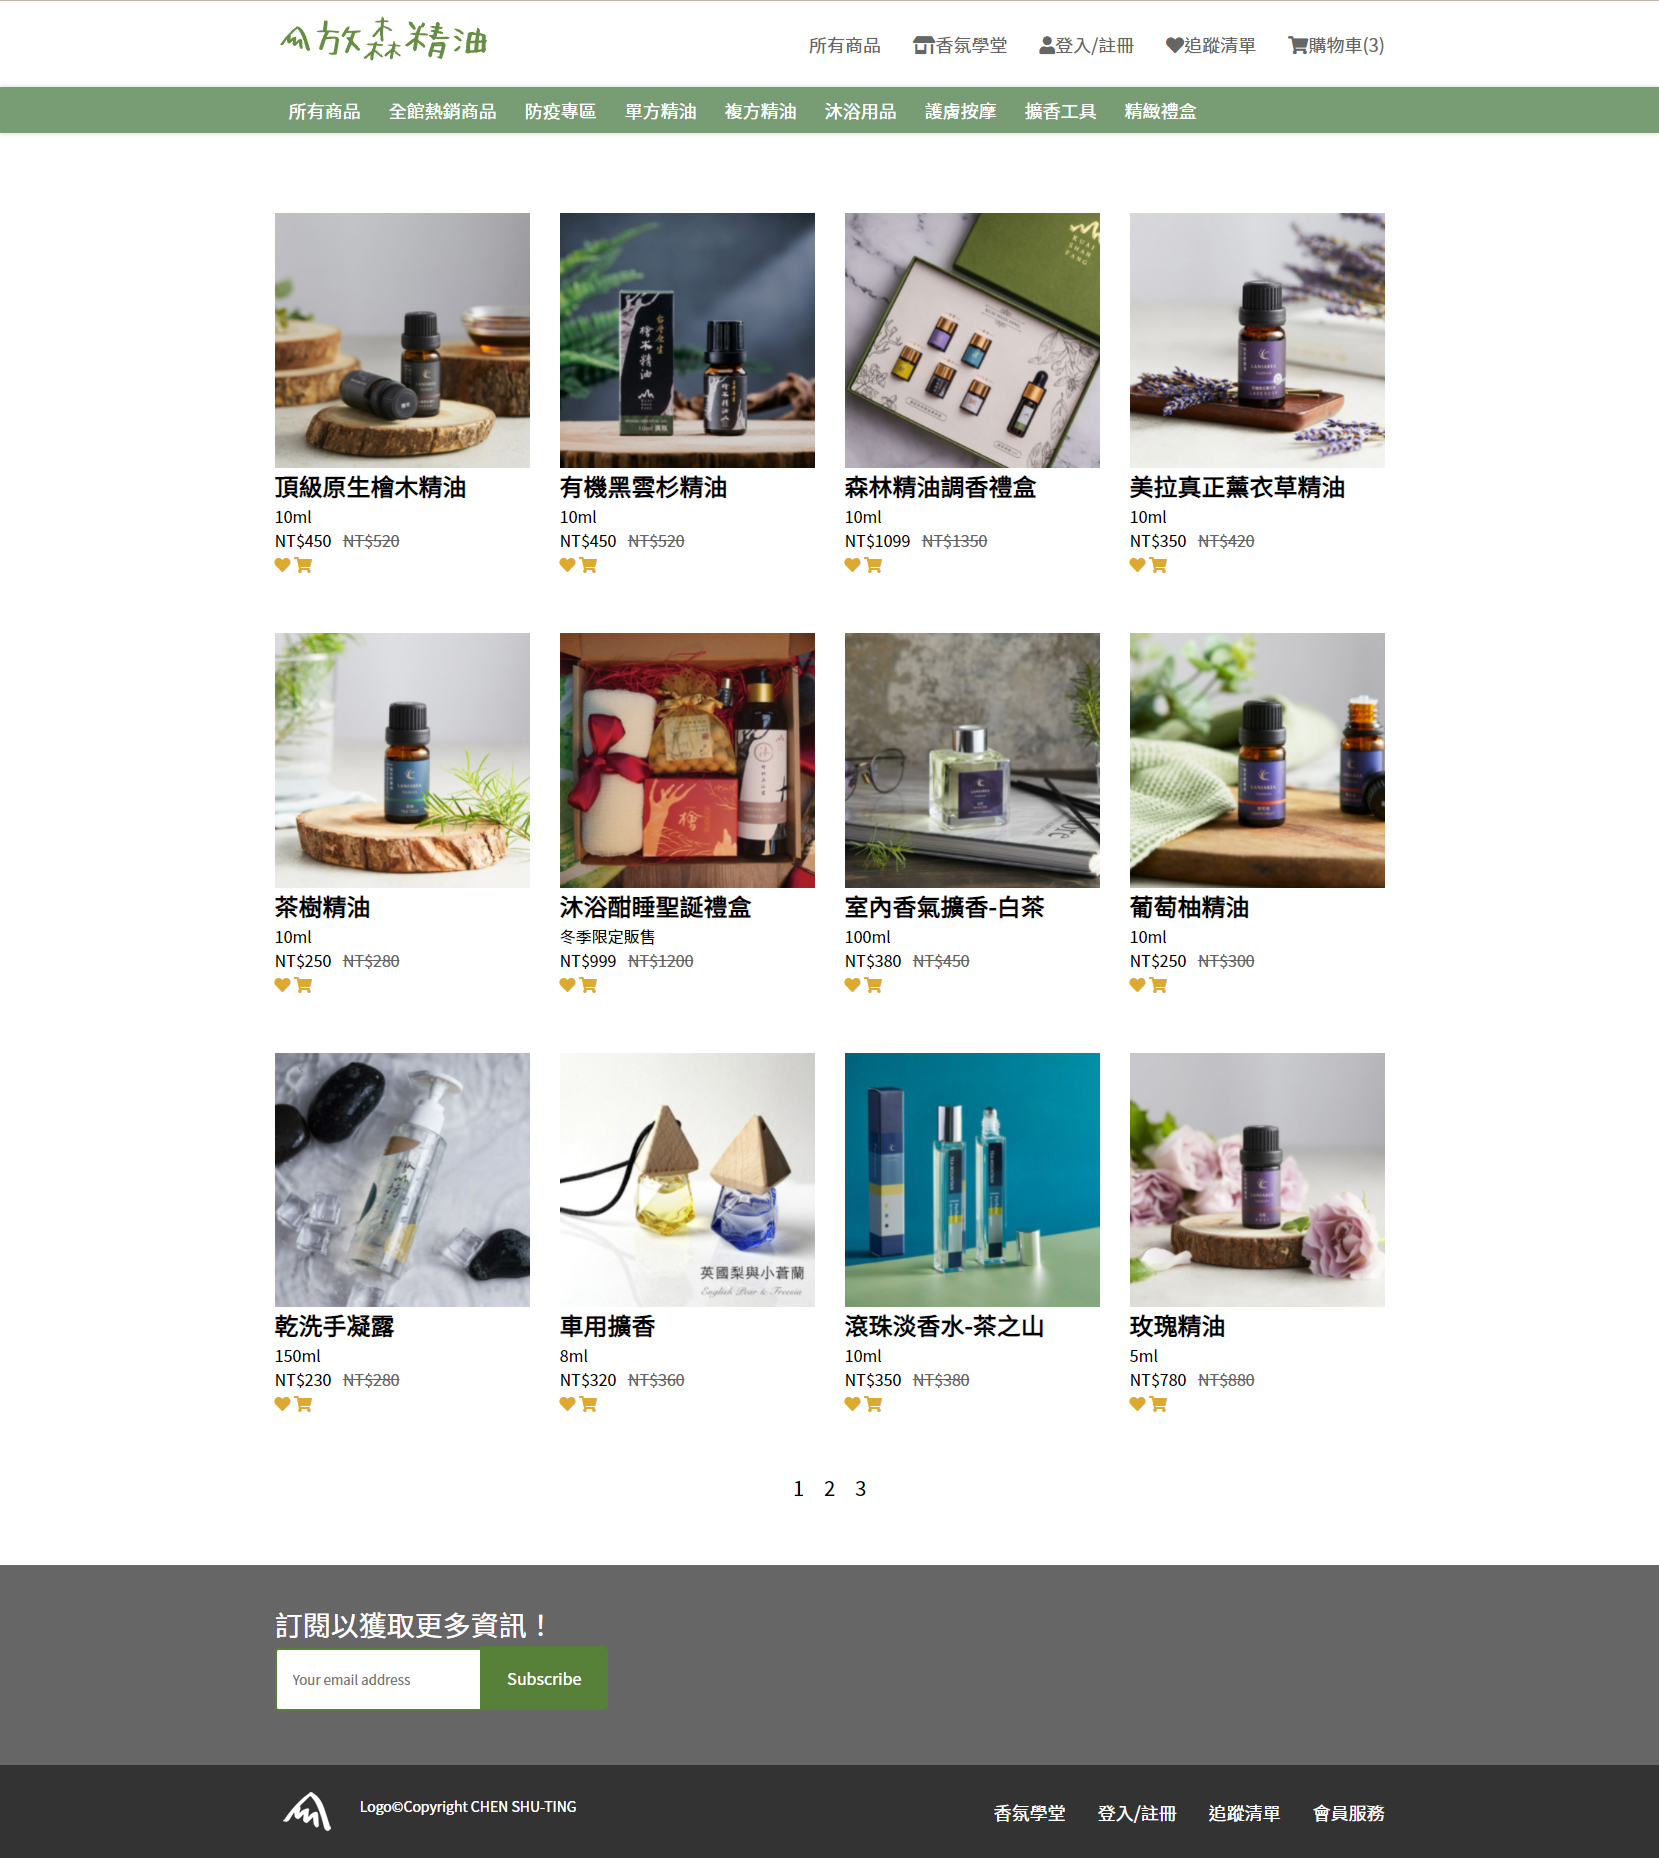 放森精油
所有商品 香氛學堂 登入/註冊 追蹤清單 購物車(3)
所有商品 全館熱銷商品 防疫專區 單方精油 複方精油 沐浴用品 護膚按摩 擴香工具 精緻禮盒
台灣原生
檜木精油
KUAI
SHAN
FANG
頂級原生檜木精油
10ml
NT$450 NT$520
有機黑雲杉精油
10ml
NT$450 NT$520
森林精油調香禮盒
10ml
NT$1099 NT$1350
美拉真正薰衣草精油
10ml
NT$350 NT$420
茶樹精油
10ml
NT$250 NT$280
沐浴酣睡聖誕禮盒
冬季限定販售
NT$999 NT$1200
室內香氣擴香-白茶
100ml
NT$380 NT$450
葡萄柚精油
10ml
NT$250 NT$300
英國梨與小蒼蘭
English Pear & Freesia
乾洗手凝露
150ml
NT$230 NT$280
車用擴香
8ml
NT$320 NT$360
滾珠淡香水-茶之山
10ml
NT$350 NT$380
玫瑰精油
5ml
NT$780 NT$880
1 2 3
訂閱以獲取更多資訊！
Your email address Subscribe
Logo©Copyright CHEN SHU-TING
香氛學堂 登入/註冊 追蹤清單 會員服務